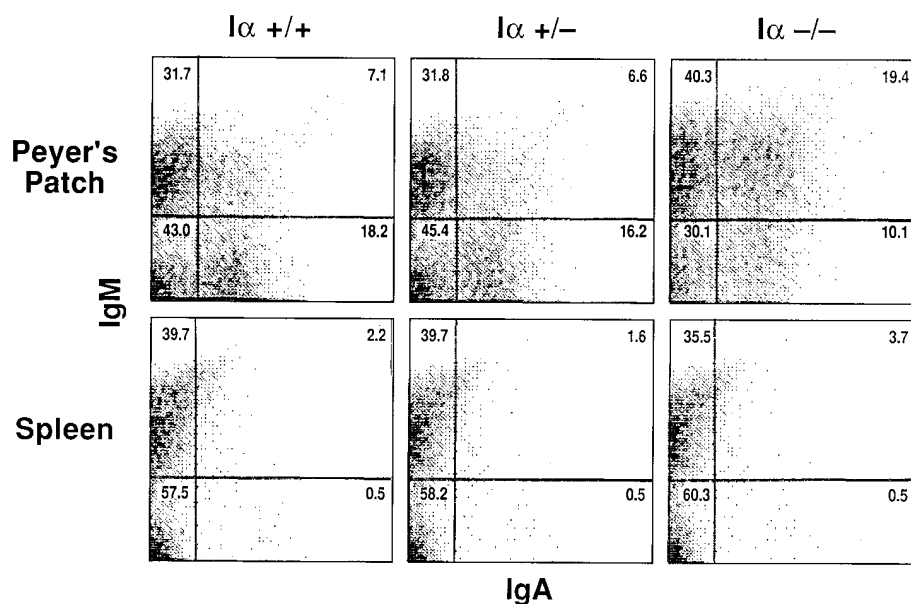 Iα +/+ Iα +/− Iα −/−
Peyer's
Patch
31.7 7.1 31.8 6.6 40.3 19.4
43.0 18.2 45.4 16.2 30.1 10.1
IgM
Spleen
39.7 2.2 39.7 1.6 35.5 3.7
57.5 0.5 58.2 0.5 60.3 0.5
IgA